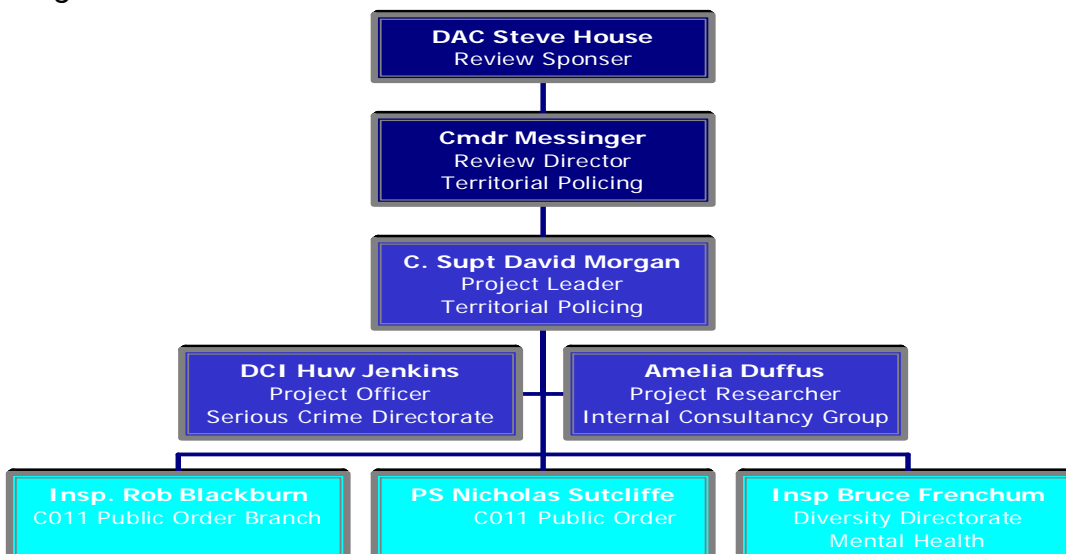 DAC Steve House
Review Sponser
Cmdr Messinger
Review Director
Territorial Policing
C. Supt David Morgan
Project Leader
Territorial Policing
DCI Huw Jenkins
Project Officer
Serious Crime Directorate
Amelia Duffus
Project Researcher
Internal Consultancy Group
Insp. Rob Blackburn
C011 Public Order Branch
PS Nicholas Sutcliffe
C011 Public Order
Insp Bruce Frenchum
Diversity Directorate
Mental Health